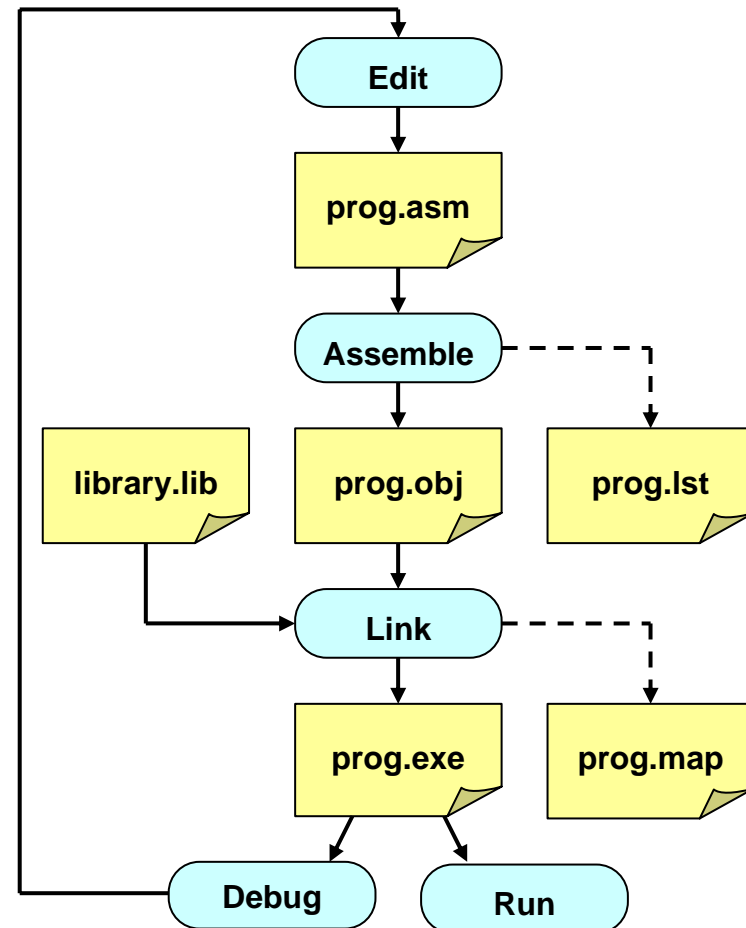 Edit
prog.asm
Assemble
library.lib
prog.obj
prog.lst
Link
prog.exe
prog.map
Debug
Run